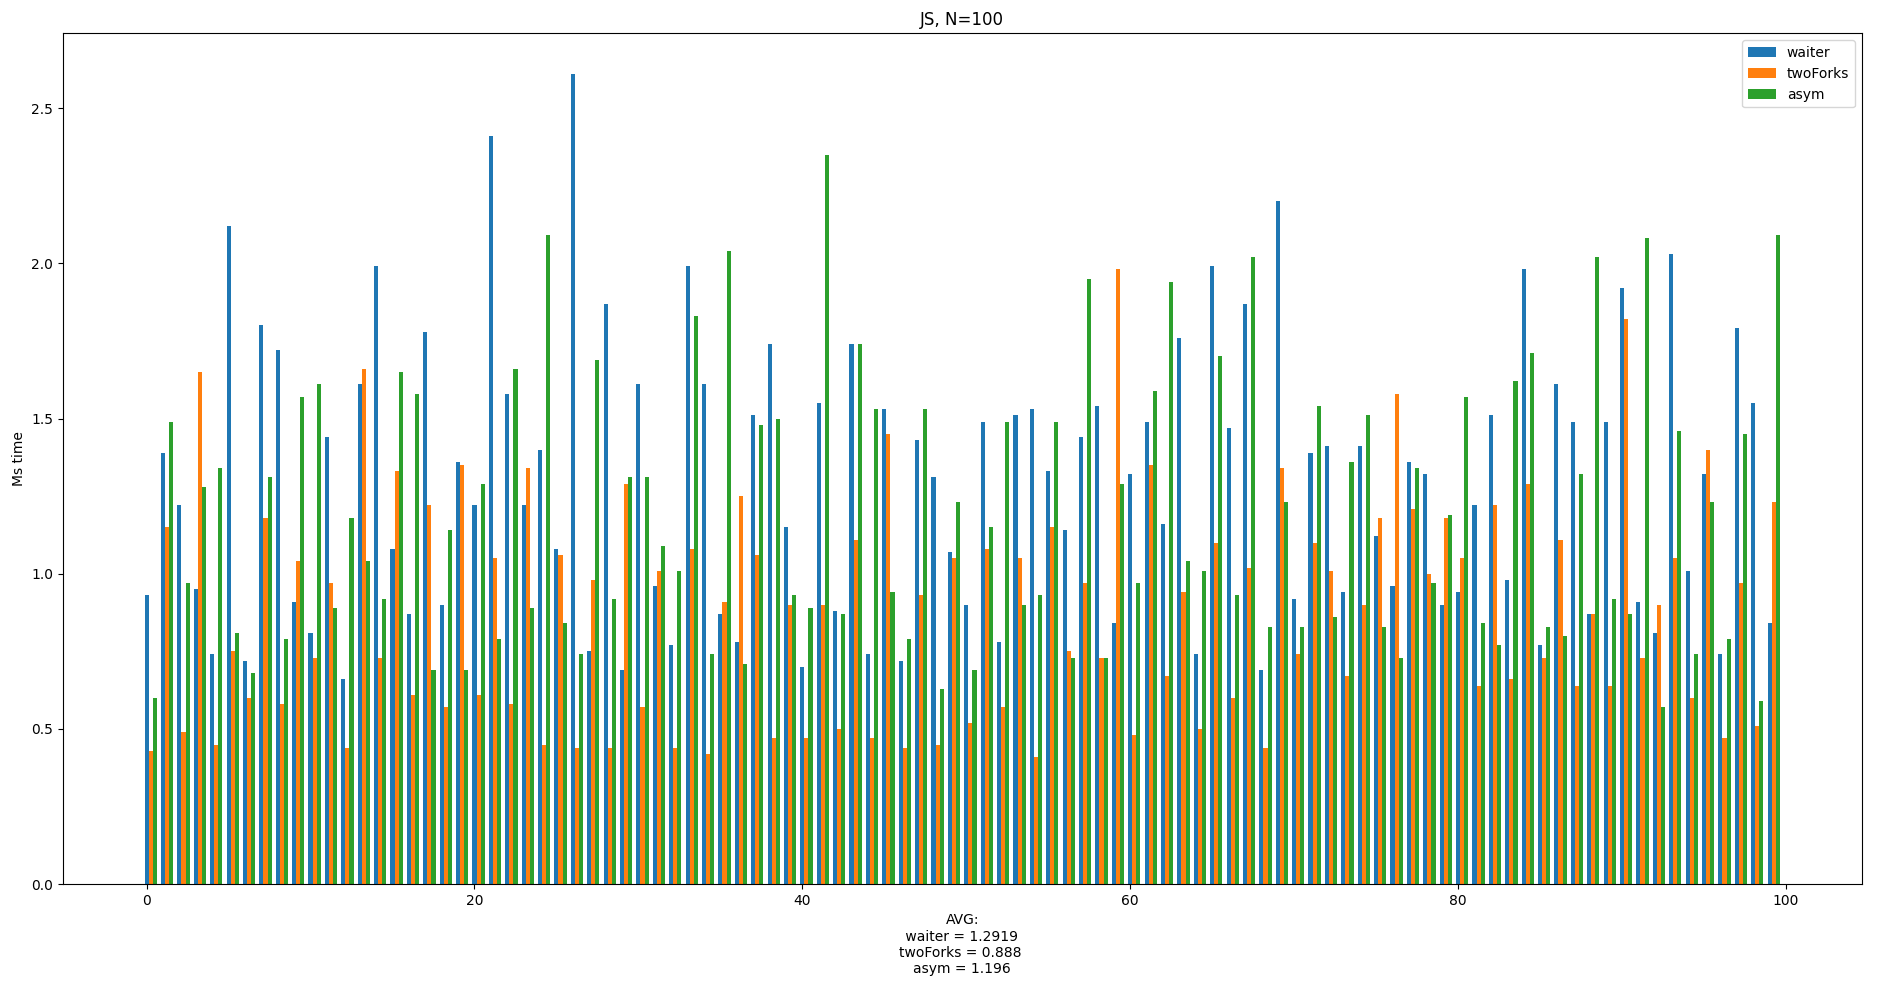 JS, N=100
waiter
twoForks
asym
Ms time
2.5
2.0
1.5
1.0
0.5
0.0
0 20 40 60 80 100
AVG:
waiter = 1.2919
twoForks = 0.888
asym = 1.196